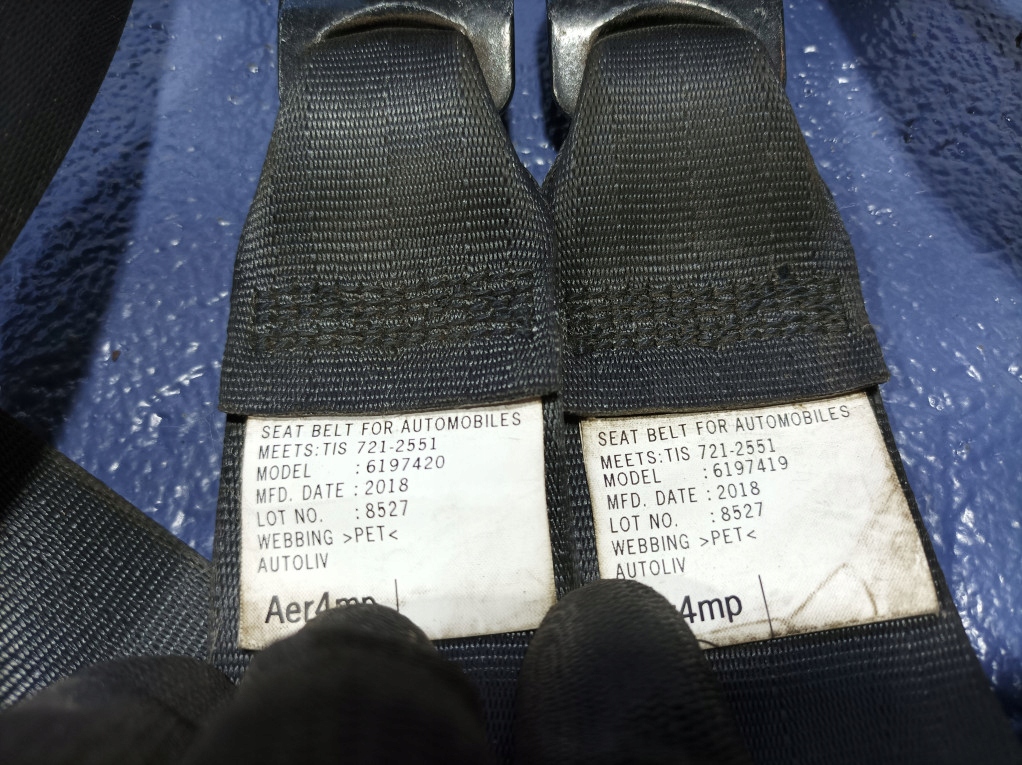 SEAT BELT FOR AUTOMOBILES
MEETS:TIS 721-2551
MODEL :6197420
MFD. DATE :2018
LOT NO. :8527
WEBBING >PET<
AUTOLIV
Aer4mp
SEAT BELT FOR AUTOMOBILES
MEETS:TIS 721-2551
MODEL :6197419
MFD. DATE :2018
LOT NO. :8527
WEBBING >PET<
AUTOLIV
4mp